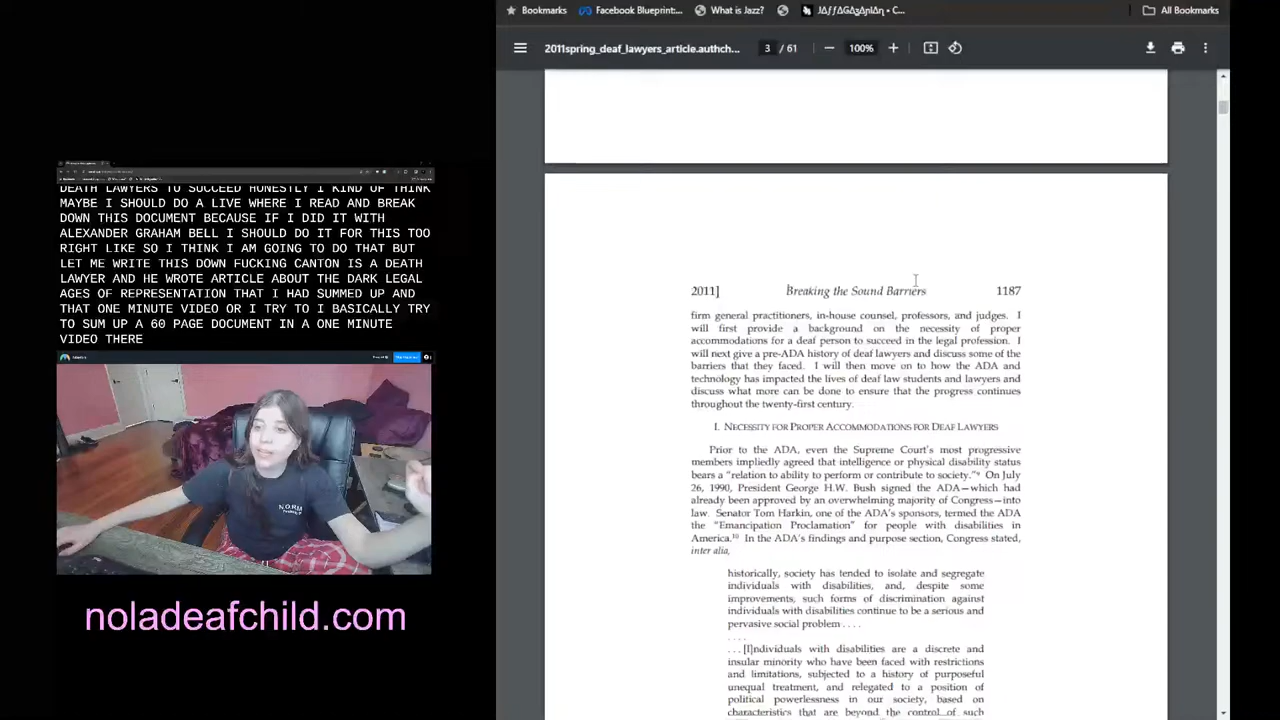 Bookmarks
Facebook Blueprint:...
What is Jazz?
All Bookmarks
2011spring_deaf_lawyers_article.authch...
3 / 61
100%
DEATH LAWYERS TO SUCCEED HONESTLY I KIND OF THINK
MAYBE I SHOULD DO A LIVE WHERE I READ AND BREAK
DOWN THIS DOCUMENT BECAUSE IF I DID IT WITH
ALEXANDER GRAHAM BELL I SHOULD DO IT FOR THIS TOO
RIGHT LIKE SO I THINK I AM GOING TO DO THAT BUT
LET ME WRITE THIS DOWN FUCKING CANTON IS A DEATH
LAWYER AND HE WROTE ARTICLE ABOUT THE DARK LEGAL
AGES OF REPRESENTATION THAT I HAD SUMMED UP AND
THAT ONE MINUTE VIDEO OR I TRY TO I BASICALLY TRY
TO SUM UP A 60 PAGE DOCUMENT IN A ONE MINUTE
VIDEO THERE
noladeafchild.com
2011] Breaking the Sound Barriers 1187
firm general practitioners, in-house counsel, professors, and judges. I
will first provide a background on the necessity of proper
accommodations for a deaf person to succeed in the legal profession. I
will next give a pre-ADA history of deaf lawyers and discuss some of the
barriers that they faced. I will then move on to how the ADA and
technology has impacted the lives of deaf law students and lawyers and
discuss what more can be done to ensure that the progress continues
throughout the twenty-first century.
I. NECESSITY FOR PROPER ACCOMMODATIONS FOR DEAF LAWYERS
Prior to the ADA, even the Supreme Court's most progressive
members impliedly agreed that intelligence or physical disability status
bears a "relation to ability to perform or contribute to society."⁹ On July
26, 1990, President George H.W. Bush signed the ADA—which had
already been approved by an overwhelming majority of Congress—into
law. Senator Tom Harkin, one of the ADA's sponsors, termed the ADA
the "Emancipation Proclamation" for people with disabilities in
America.¹⁰ In the ADA's findings and purpose section, Congress stated,
inter alia,
historically, society has tended to isolate and segregate
individuals with disabilities, and, despite some
improvements, such forms of discrimination against
individuals with disabilities continue to be a serious and
pervasive social problem . . . .
. . . .
. . . [I]ndividuals with disabilities are a discrete and
insular minority who have been faced with restrictions
and limitations, subjected to a history of purposeful
unequal treatment, and relegated to a position of
political powerlessness in our society, based on
characteristics that are beyond the control of such